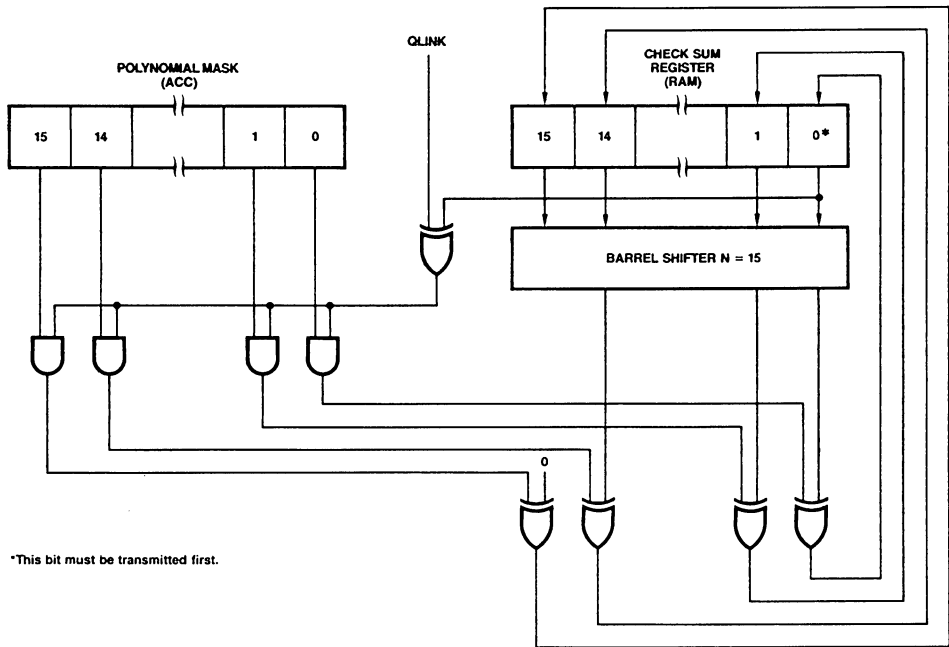 QLINK
POLYNOMIAL MASK
(ACC)
CHECK SUM
REGISTER
(RAM)
15 14 1 0
15 14 1 0*
BARREL SHIFTER N = 15
0
*This bit must be transmitted first.